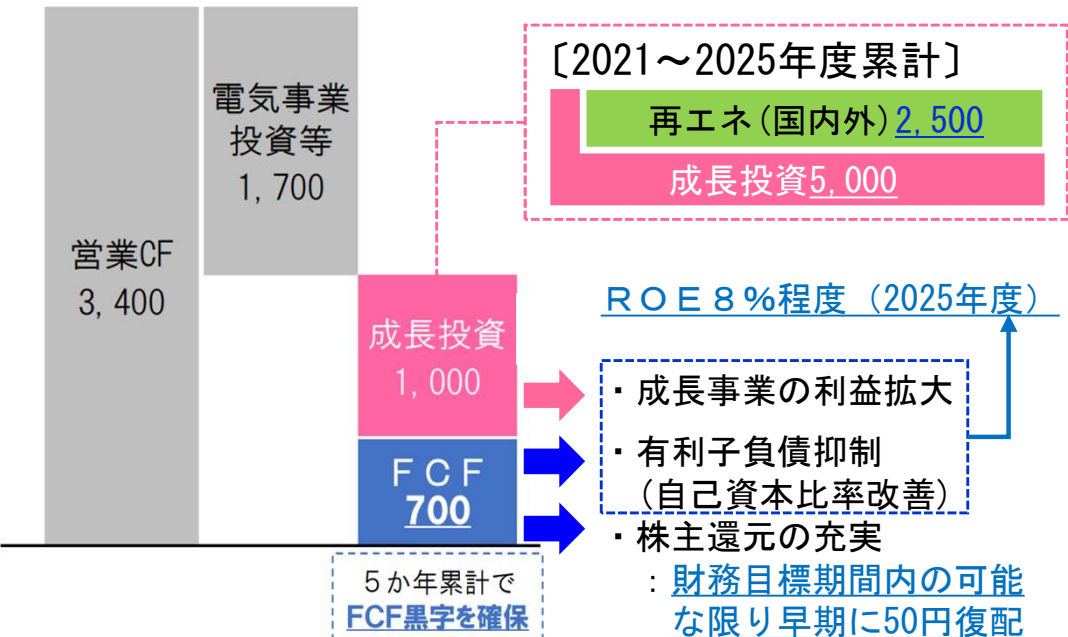 営業CF
3,400
電気事業
投資等
1,700
成長投資
1,000
ＦＣＦ
700
5か年累計で
FCF黒字を確保
〔2021～2025年度累計〕
再エネ(国内外)2,500
成長投資5,000
ＲＯＥ８%程度（2025年度）
・成長事業の利益拡大
・有利子負債抑制
（自己資本比率改善）
・株主還元の充実
：財務目標期間内の可能
な限り早期に50円復配